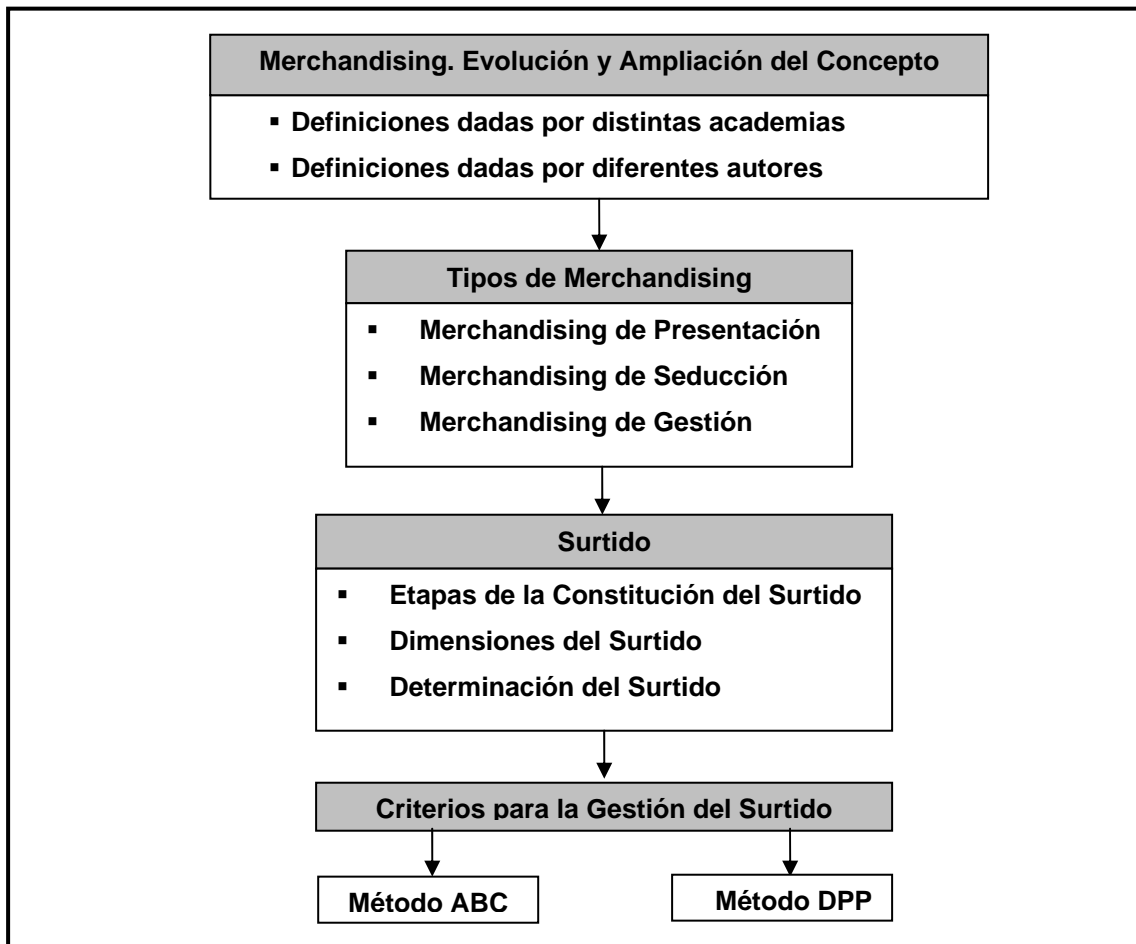 Merchandising. Evolución y Ampliación del Concepto
▪ Definiciones dadas por distintas academias
▪ Definiciones dadas por diferentes autores
Tipos de Merchandising
▪ Merchandising de Presentación
▪ Merchandising de Seducción
▪ Merchandising de Gestión
Surtido
▪ Etapas de la Constitución del Surtido
▪ Dimensiones del Surtido
▪ Determinación del Surtido
Criterios para la Gestión del Surtido
Método ABC
Método DPP